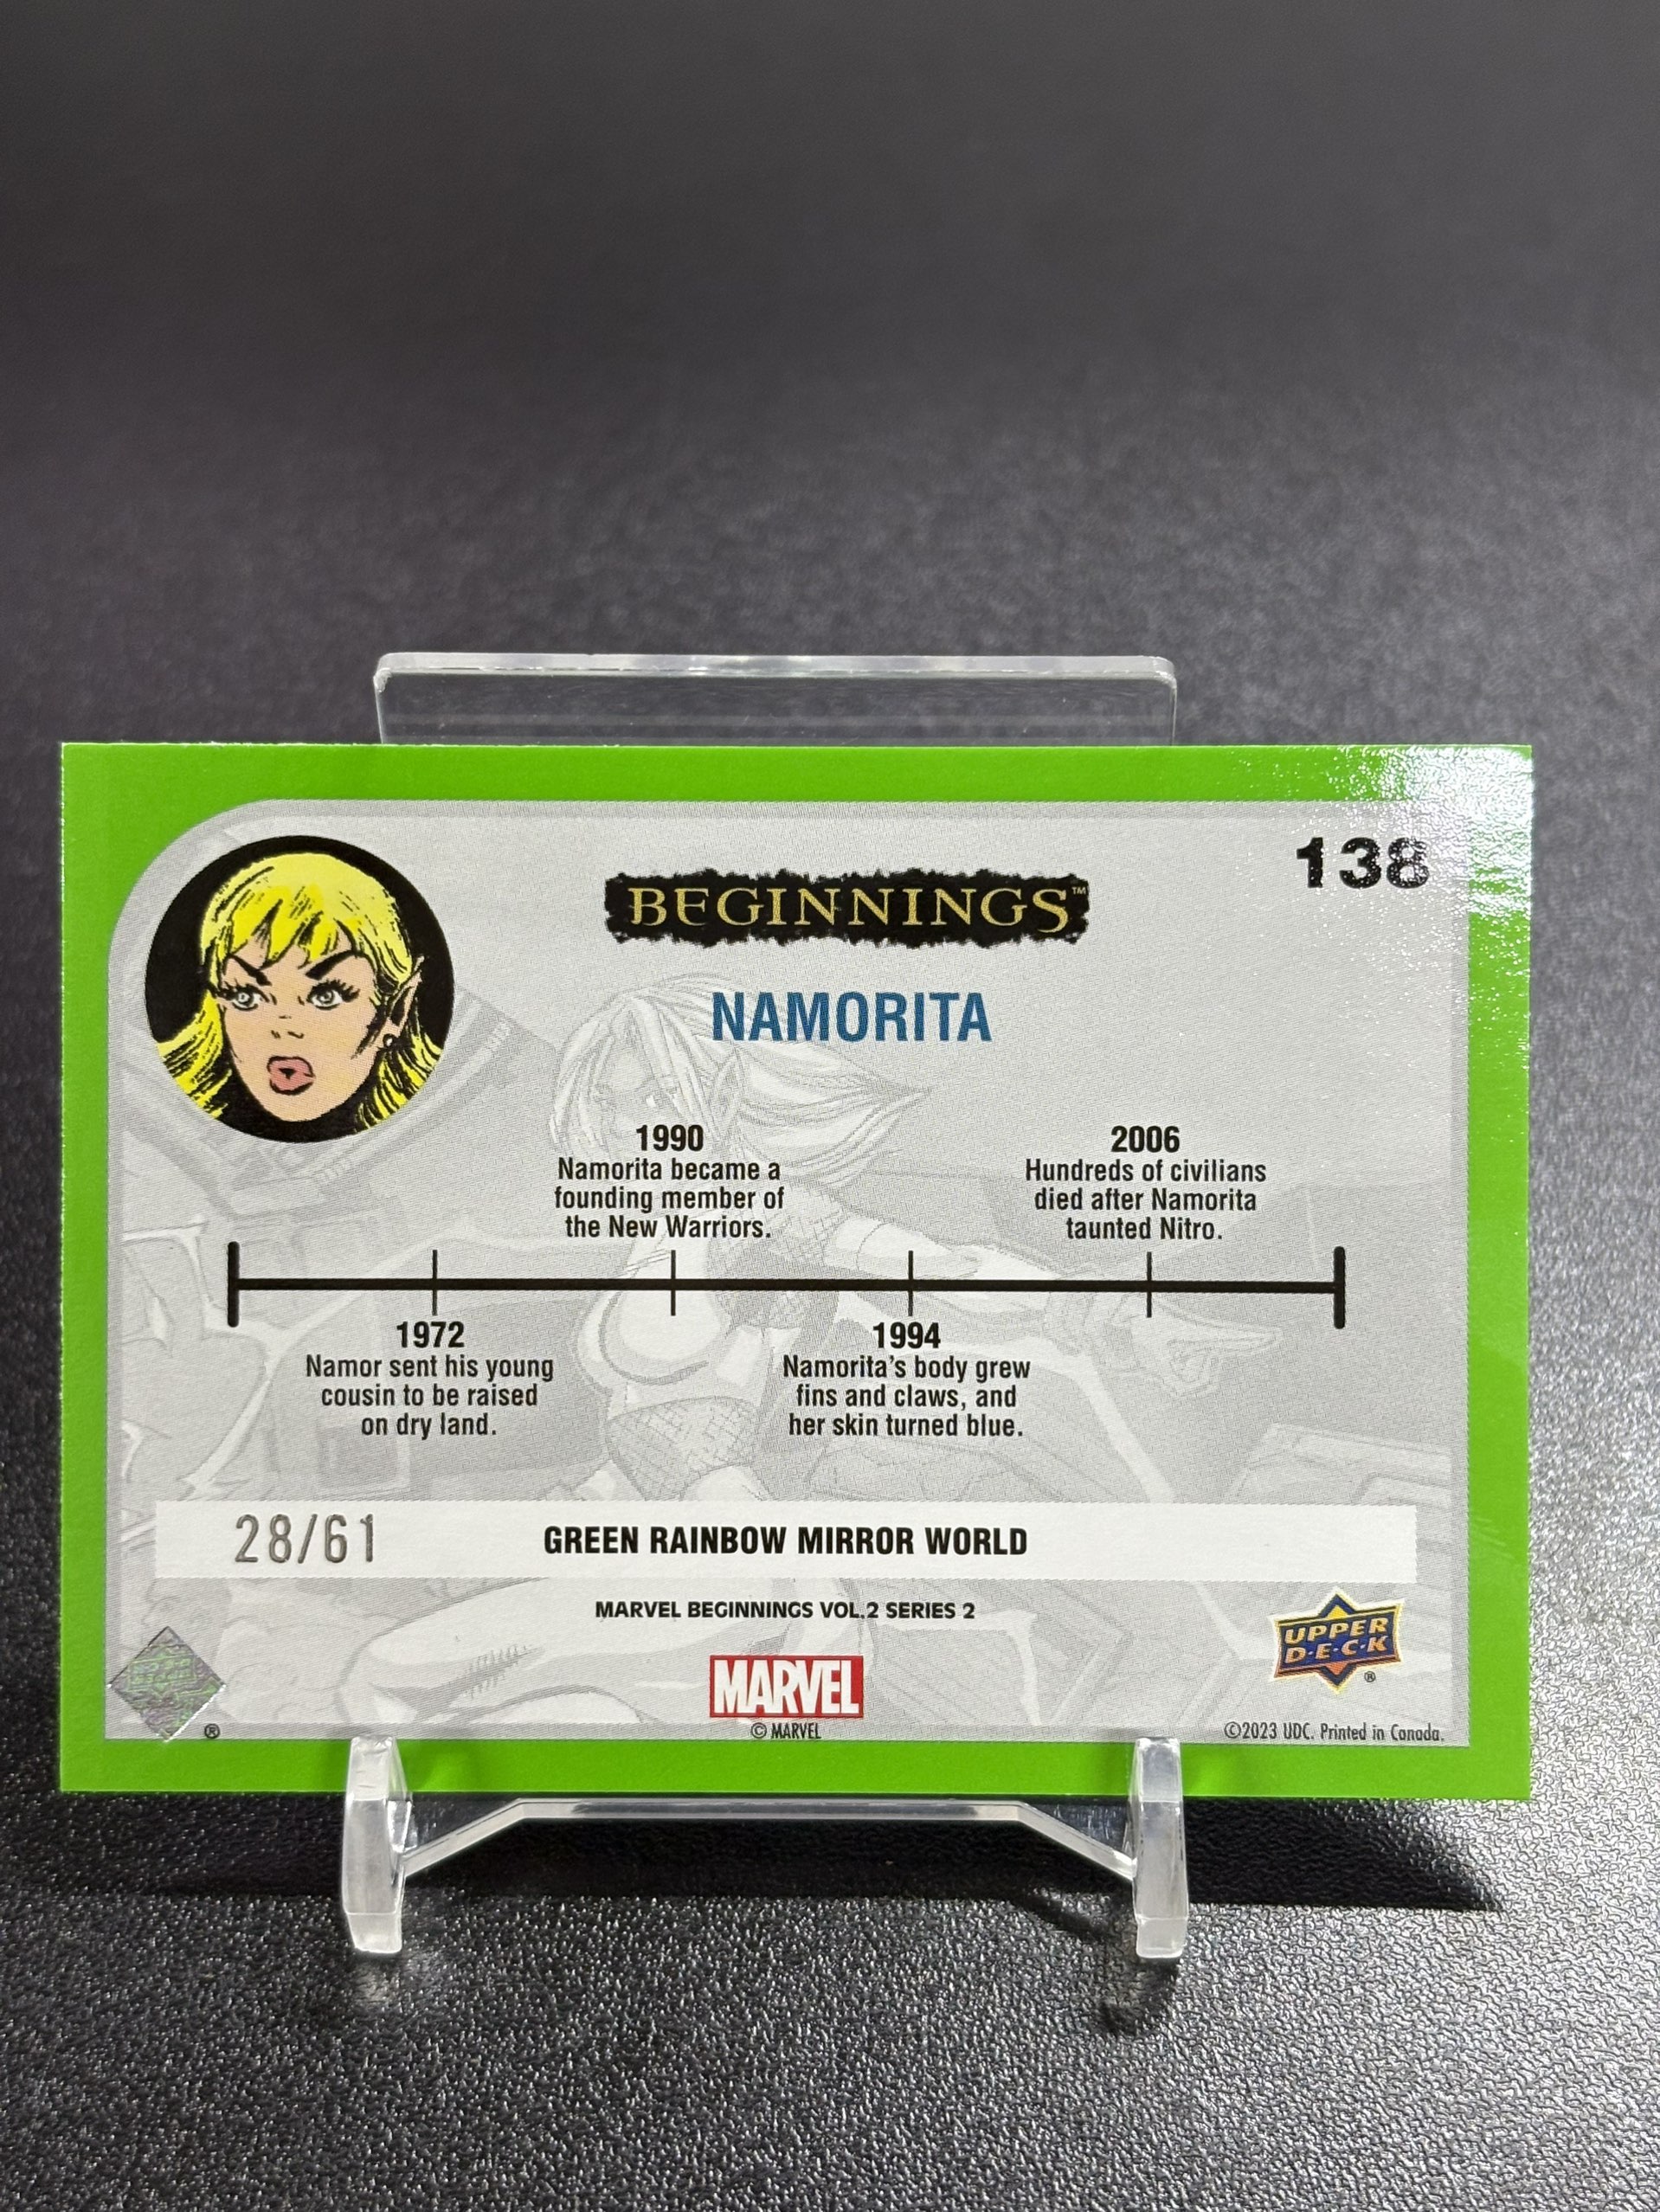 138
BEGINNINGS™
NAMORITA
1990
Namorita became a
founding member of
the New Warriors.
2006
Hundreds of civilians
died after Namorita
taunted Nitro.
1972
Namor sent his young
cousin to be raised
on dry land.
1994
Namorita's body grew
fins and claws, and
her skin turned blue.
28/61
GREEN RAINBOW MIRROR WORLD
MARVEL BEGINNINGS VOL.2 SERIES 2
UPPER
D·E·C·K
®
MARVEL
®
© MARVEL
©2023 UDC. Printed in Canada.